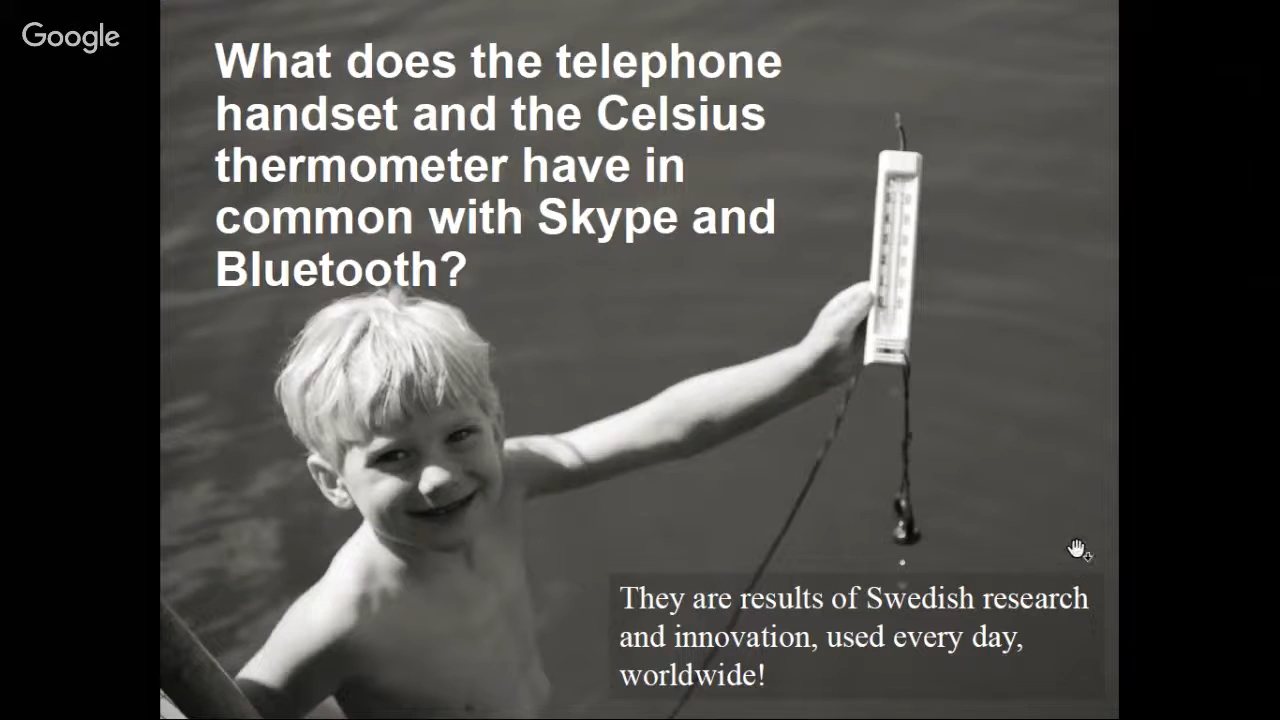 Google
What does the telephone
handset and the Celsius
thermometer have in
common with Skype and
Bluetooth?
They are results of Swedish research
and innovation, used every day,
worldwide!